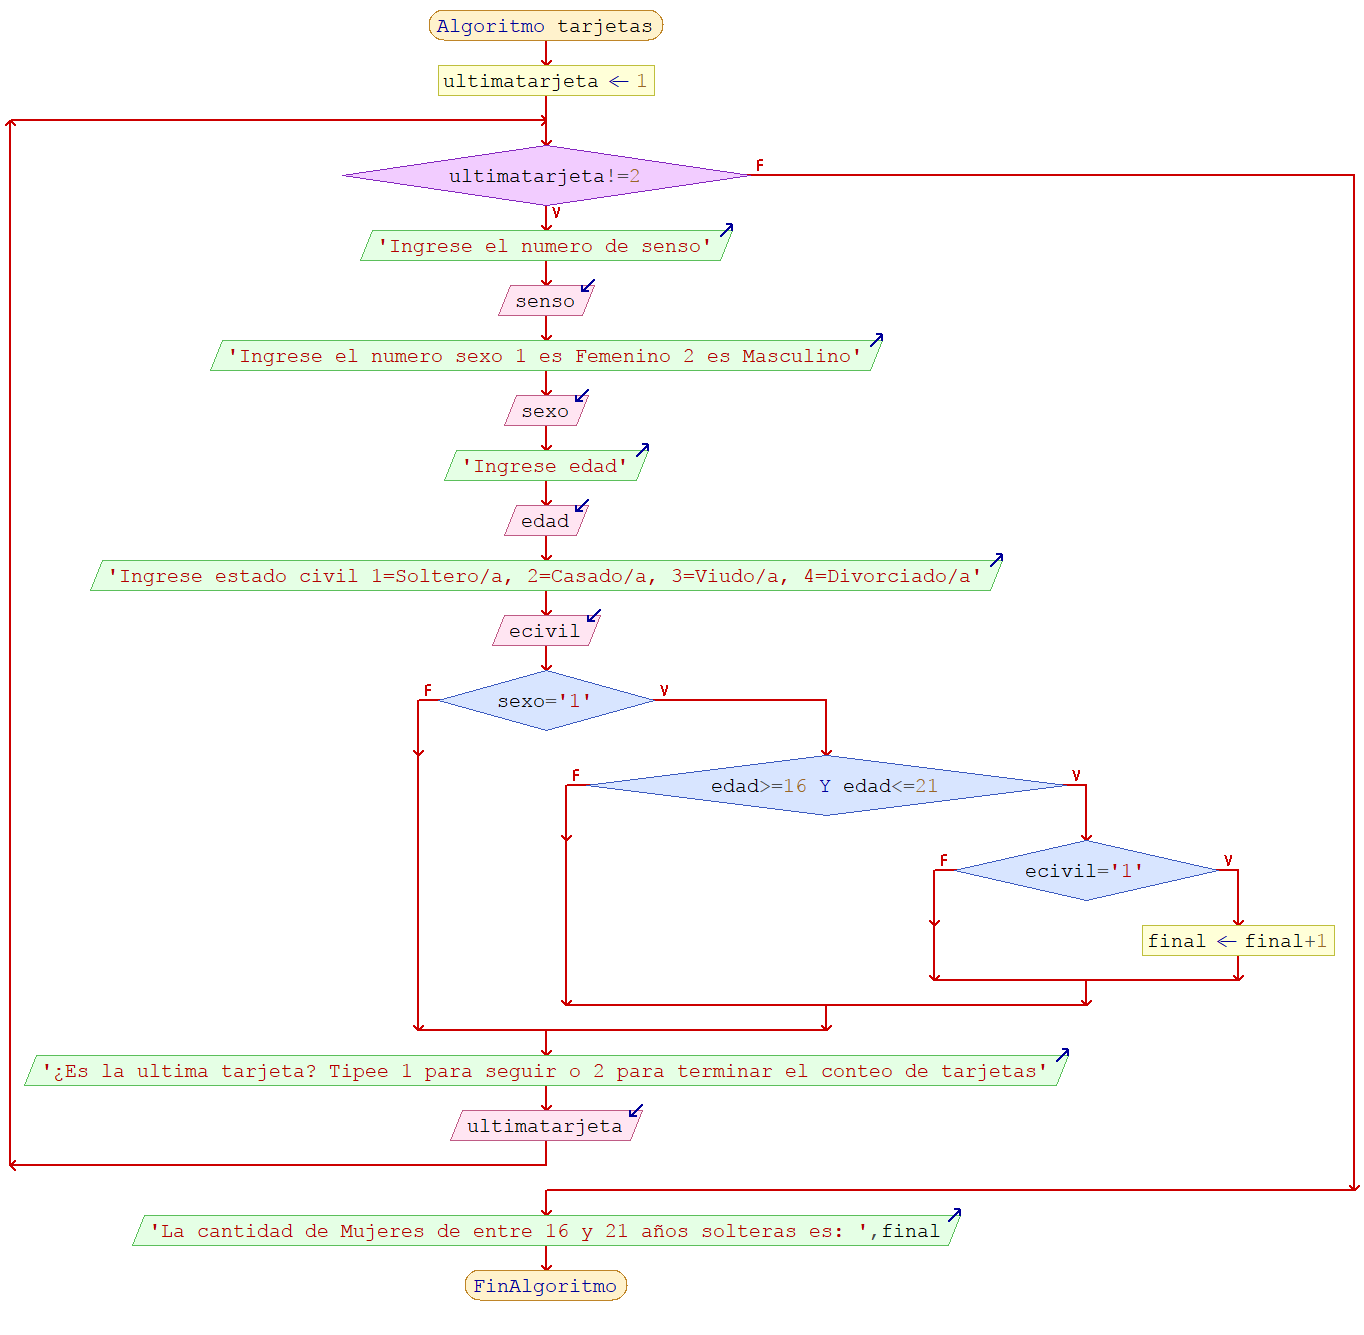 Algoritmo tarjetas
ultimatarjeta ← 1
ultimatarjeta!=2
F
V
'Ingrese el numero de senso'
senso
'Ingrese el numero sexo 1 es Femenino 2 es Masculino'
sexo
'Ingrese edad'
edad
'Ingrese estado civil 1=Soltero/a, 2=Casado/a, 3=Viudo/a, 4=Divorciado/a'
ecivil
F
sexo='1'
V
F
edad>=16 Y edad<=21
V
F
ecivil='1'
V
final ← final+1
'¿Es la ultima tarjeta? Tipee 1 para seguir o 2 para terminar el conteo de tarjetas'
ultimatarjeta
'La cantidad de Mujeres de entre 16 y 21 años solteras es: ',final
FinAlgoritmo